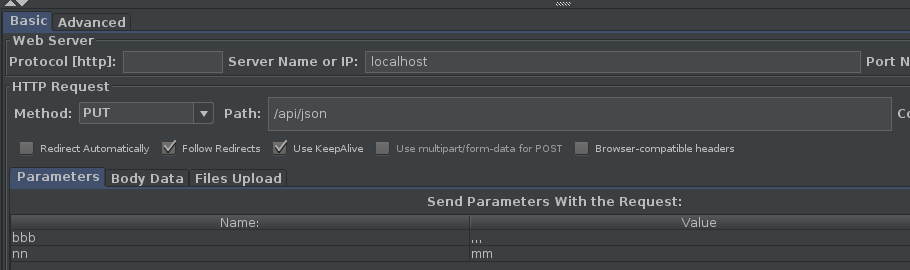 Basic Advanced
Web Server
Protocol [http]: Server Name or IP: localhost Port N
HTTP Request
Method: PUT Path: /api/json Co
Redirect Automatically Follow Redirects Use KeepAlive Use multipart/form-data for POST Browser-compatible headers
Parameters Body Data Files Upload
Send Parameters With the Request:
Name: Value
bbb ,,,
nn mm